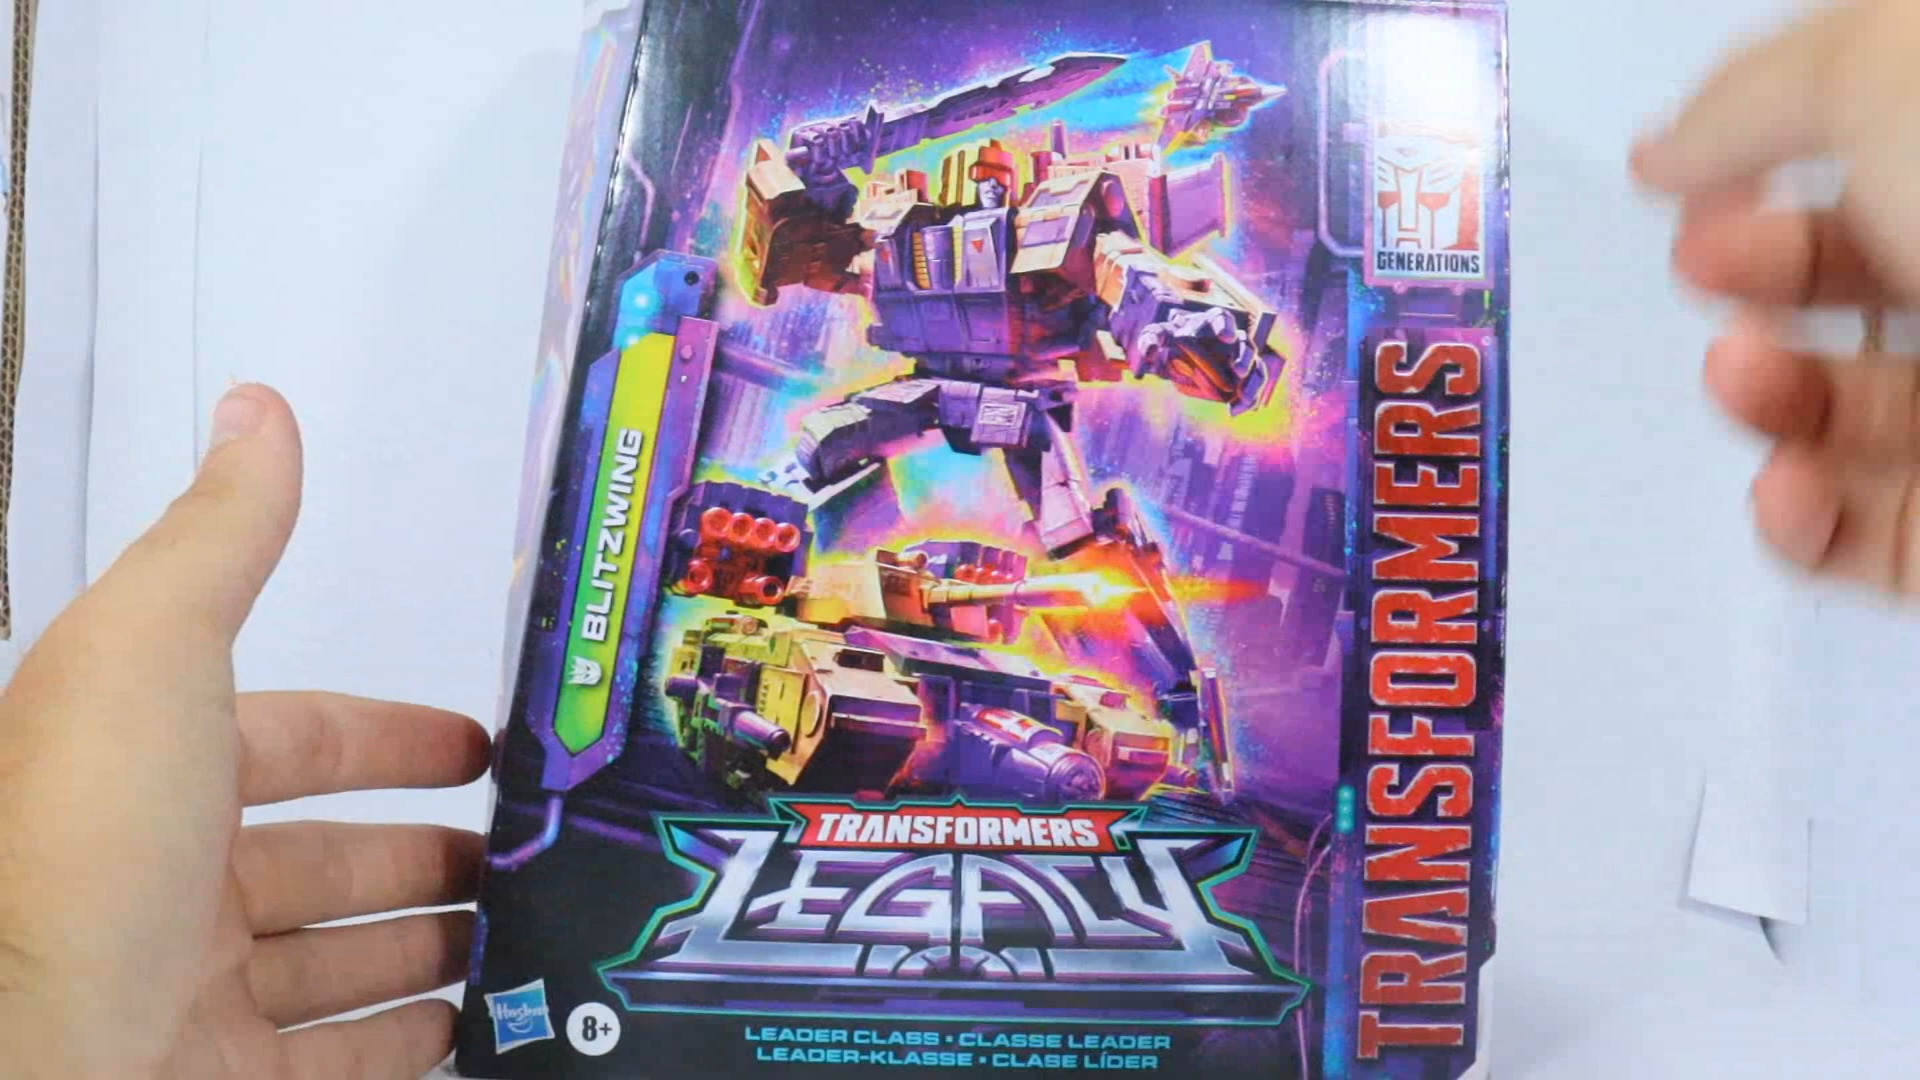 GENERATIONS
TRANSFORMERS
BLITZWING
TRANSFORMERS
LEGACY
Hasbro
8+
LEADER CLASS • CLASSE LEADER
LEADER-KLASSE • CLASE LÍDER